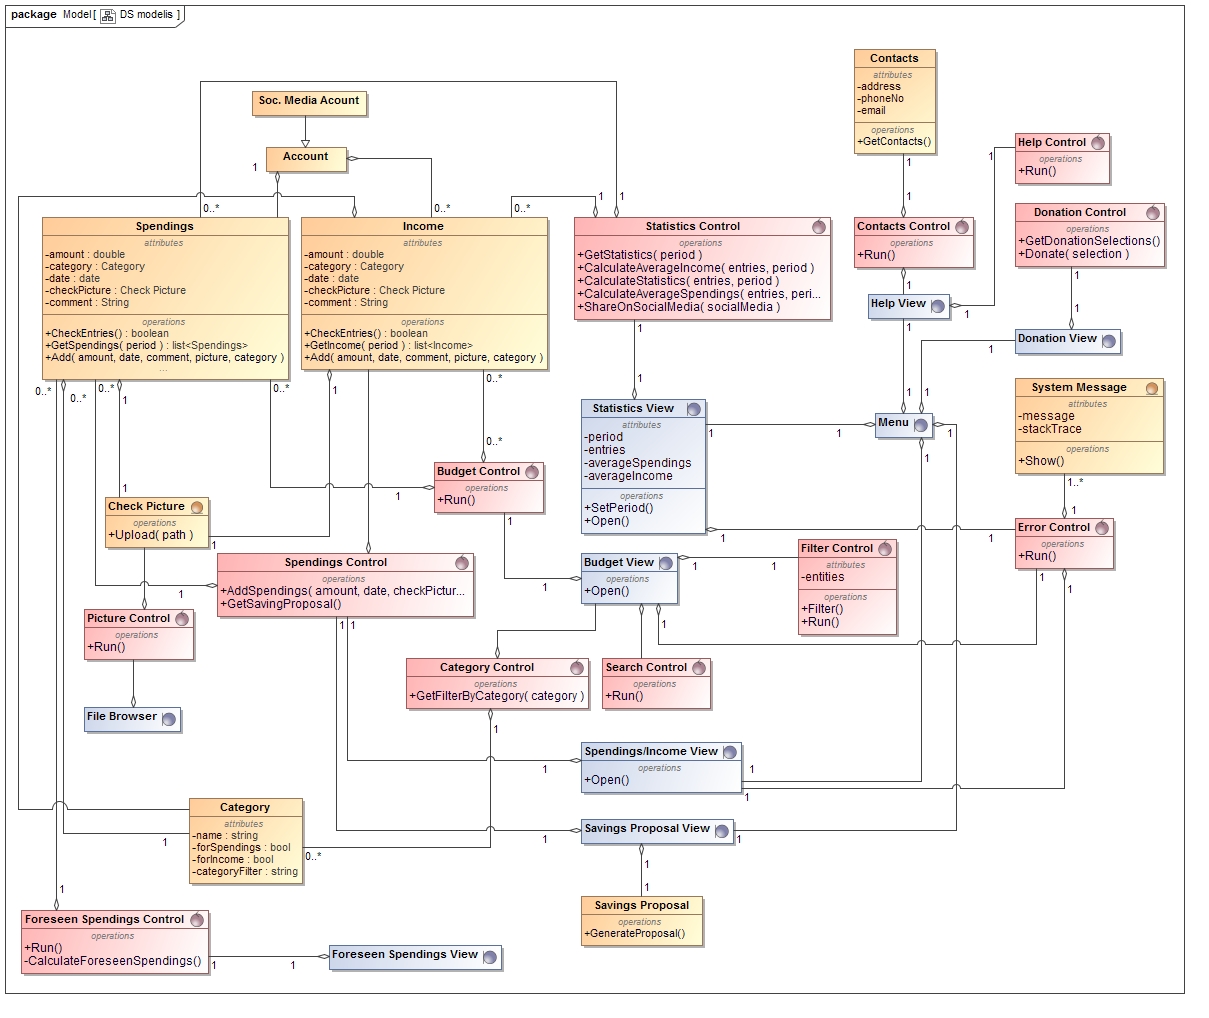 package Model[ DS modelis ]
Contacts
attributes
-address
-phoneNo
-email
operations
+GetContacts()
Soc. Media Acount
Account
1
0..*
0..*
0..*
1
1
1
1
Help Control
operations
+Run()
1
Spendings
attributes
-amount : double
-category : Category
-date : date
-checkPicture : Check Picture
-comment : String
operations
+CheckEntries() : boolean
+GetSpendings( period ) : list<Spendings>
+Add( amount, date, comment, picture, category )
...
Income
attributes
-amount : double
-category : Category
-date : date
-checkPicture : Check Picture
-comment : String
operations
+CheckEntries() : boolean
+GetIncome( period ) : list<Income>
+Add( amount, date, comment, picture, category )
Statistics Control
operations
+GetStatistics( period )
+CalculateAverageIncome( entries, period )
+CalculateStatistics( entries, period )
+CalculateAverageSpendings( entries, peri...
+ShareOnSocialMedia( socialMedia )
Contacts Control
operations
+Run()
1
Donation Control
operations
+GetDonationSelections()
+Donate( selection )
1
Help View
1
1
1
1
Donation View
1
0..*
0..*
0..*
1
0..*
1
0..*
1
1
1
1
Statistics View
attributes
-period
-entries
-averageSpendings
-averageIncome
operations
+SetPeriod()
+Open()
1
1
Menu
1
1
System Message
attributes
-message
-stackTrace
operations
+Show()
1..*
1
0..*
Budget Control
operations
+Run()
1
1
1
Check Picture
operations
+Upload( path )
1
1
1
Error Control
operations
+Run()
1
1
Spendings Control
operations
+AddSpendings( amount, date, checkPictur...
+GetSavingProposal()
1
1
1
Budget View
operations
+Open()
1
1
1
1
Filter Control
attributes
-entities
operations
+Filter()
+Run()
Picture Control
operations
+Run()
Category Control
operations
+GetFilterByCategory( category )
1
Search Control
operations
+Run()
File Browser
Spendings/Income View
operations
+Open()
1
1
1
Category
attributes
-name : string
-forSpendings : bool
-forIncome : bool
-categoryFilter : string
1
0..*
Savings Proposal View
1
1
1
1
Savings Proposal
operations
+GenerateProposal()
1
Foreseen Spendings Control
operations
+Run()
-CalculateForeseenSpendings()
1
1
Foreseen Spendings View